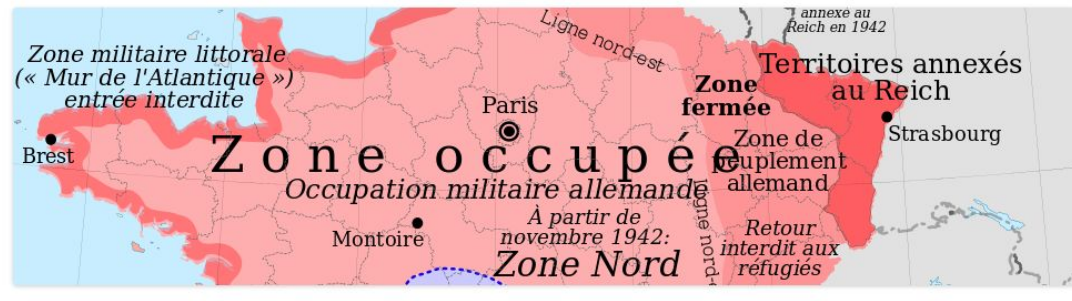 annexé au
Reich en 1942
Ligne nord-est
Zone militaire littorale
(« Mur de l'Atlantique »)
entrée interdite
Territoires annexés
au Reich
Zone
fermée
Paris
Strasbourg
Brest
Zone occupée
Zone de
peuplement
allemand
Occupation militaire allemande
Ligne nord-
À partir de
novembre 1942:
Zone Nord
Montoire
Retour
interdit aux
réfugiés